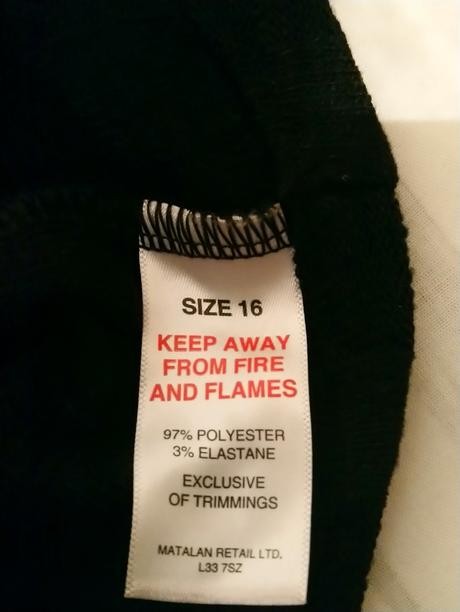 SIZE 16
KEEP AWAY
FROM FIRE
AND FLAMES
97% POLYESTER
3% ELASTANE
EXCLUSIVE
OF TRIMMINGS
MATALAN RETAIL LTD.
L33 7SZ